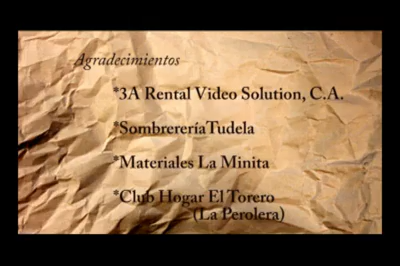 Agradecimientos
*3A Rental Video Solution, C.A.
*SombrereríaTudela
*Materiales La Minita
*Club Hogar El Torero
(La Perolera)